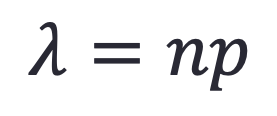 λ = np